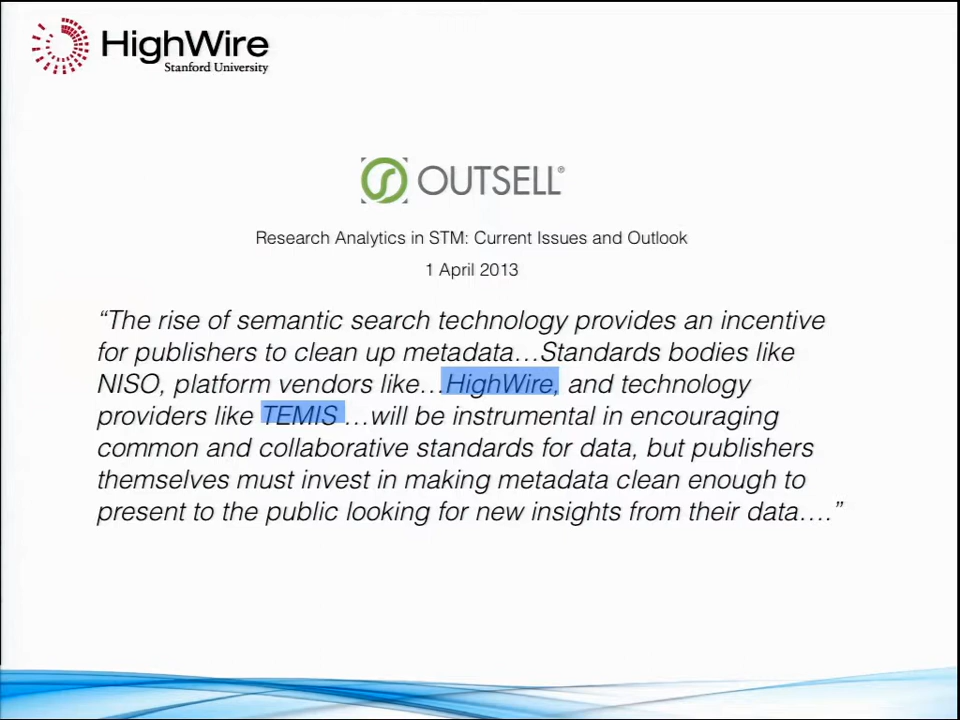 HighWire
Stanford University
OUTSELL®
Research Analytics in STM: Current Issues and Outlook
1 April 2013
“The rise of semantic search technology provides an incentive
for publishers to clean up metadata…Standards bodies like
NISO, platform vendors like…HighWire, and technology
providers like TEMIS …will be instrumental in encouraging
common and collaborative standards for data, but publishers
themselves must invest in making metadata clean enough to
present to the public looking for new insights from their data….”